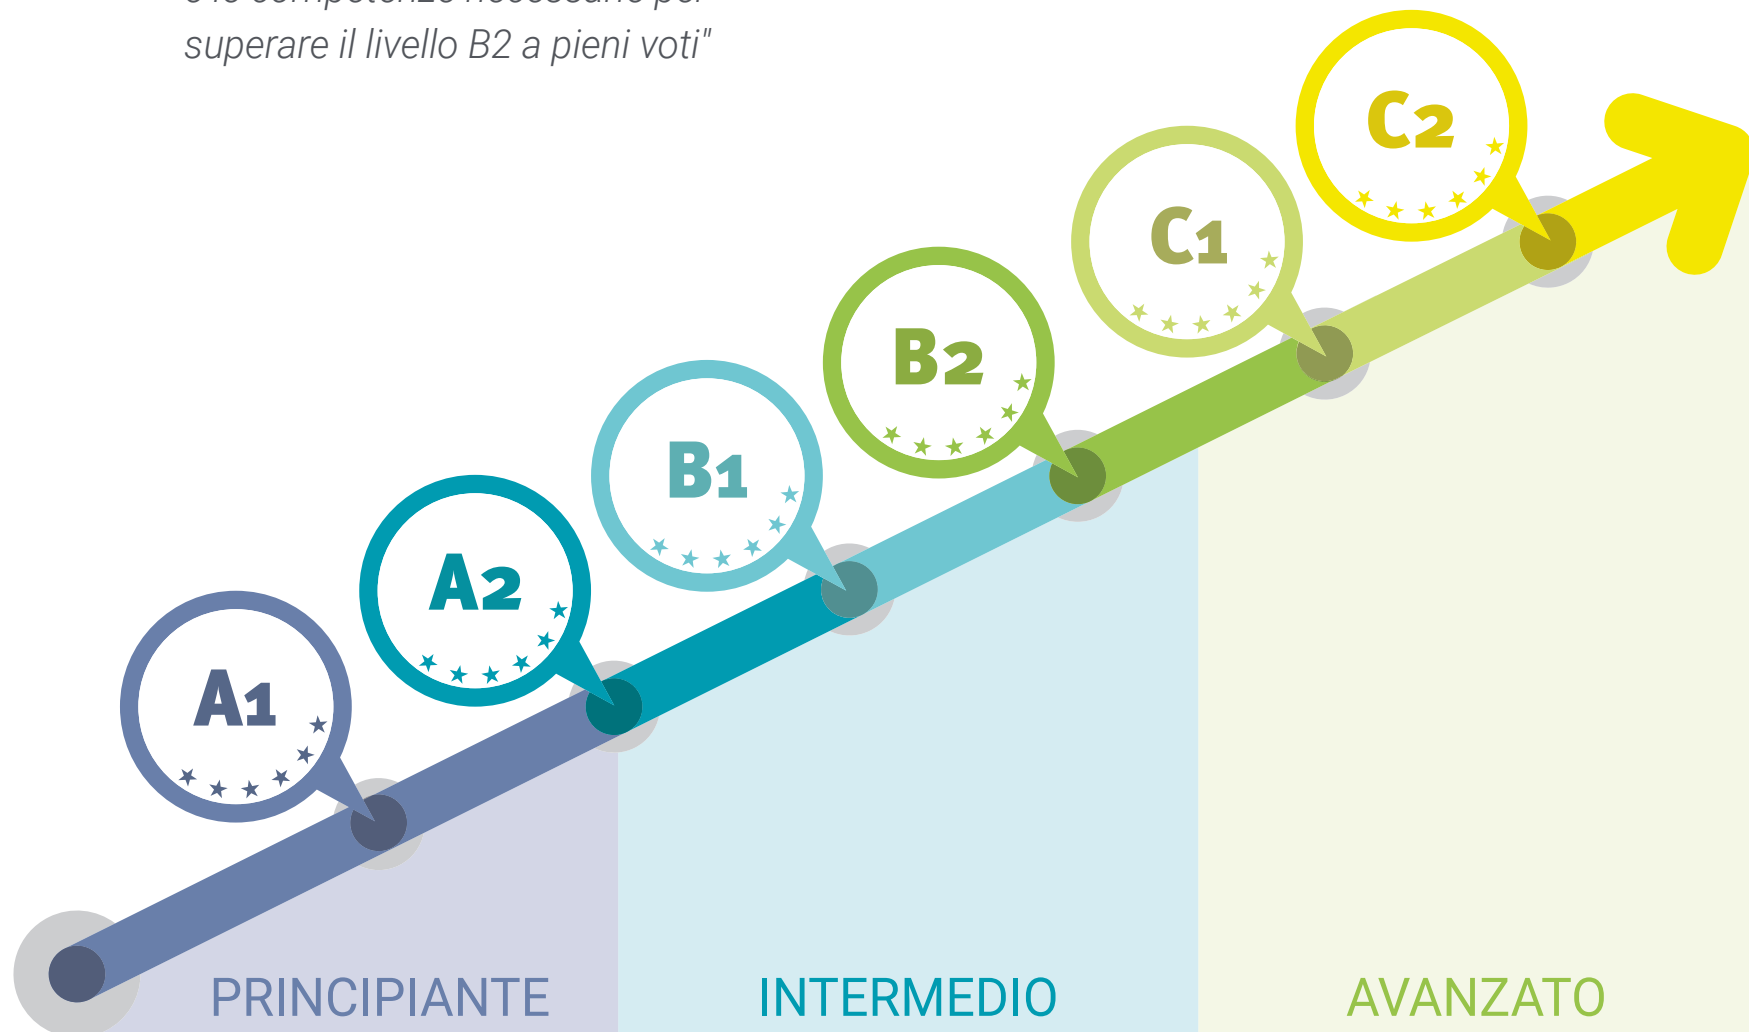 superare il livello B2 a pieni voti"
C2
C1
B2
B1
A2
A1
PRINCIPIANTE INTERMEDIO AVANZATO